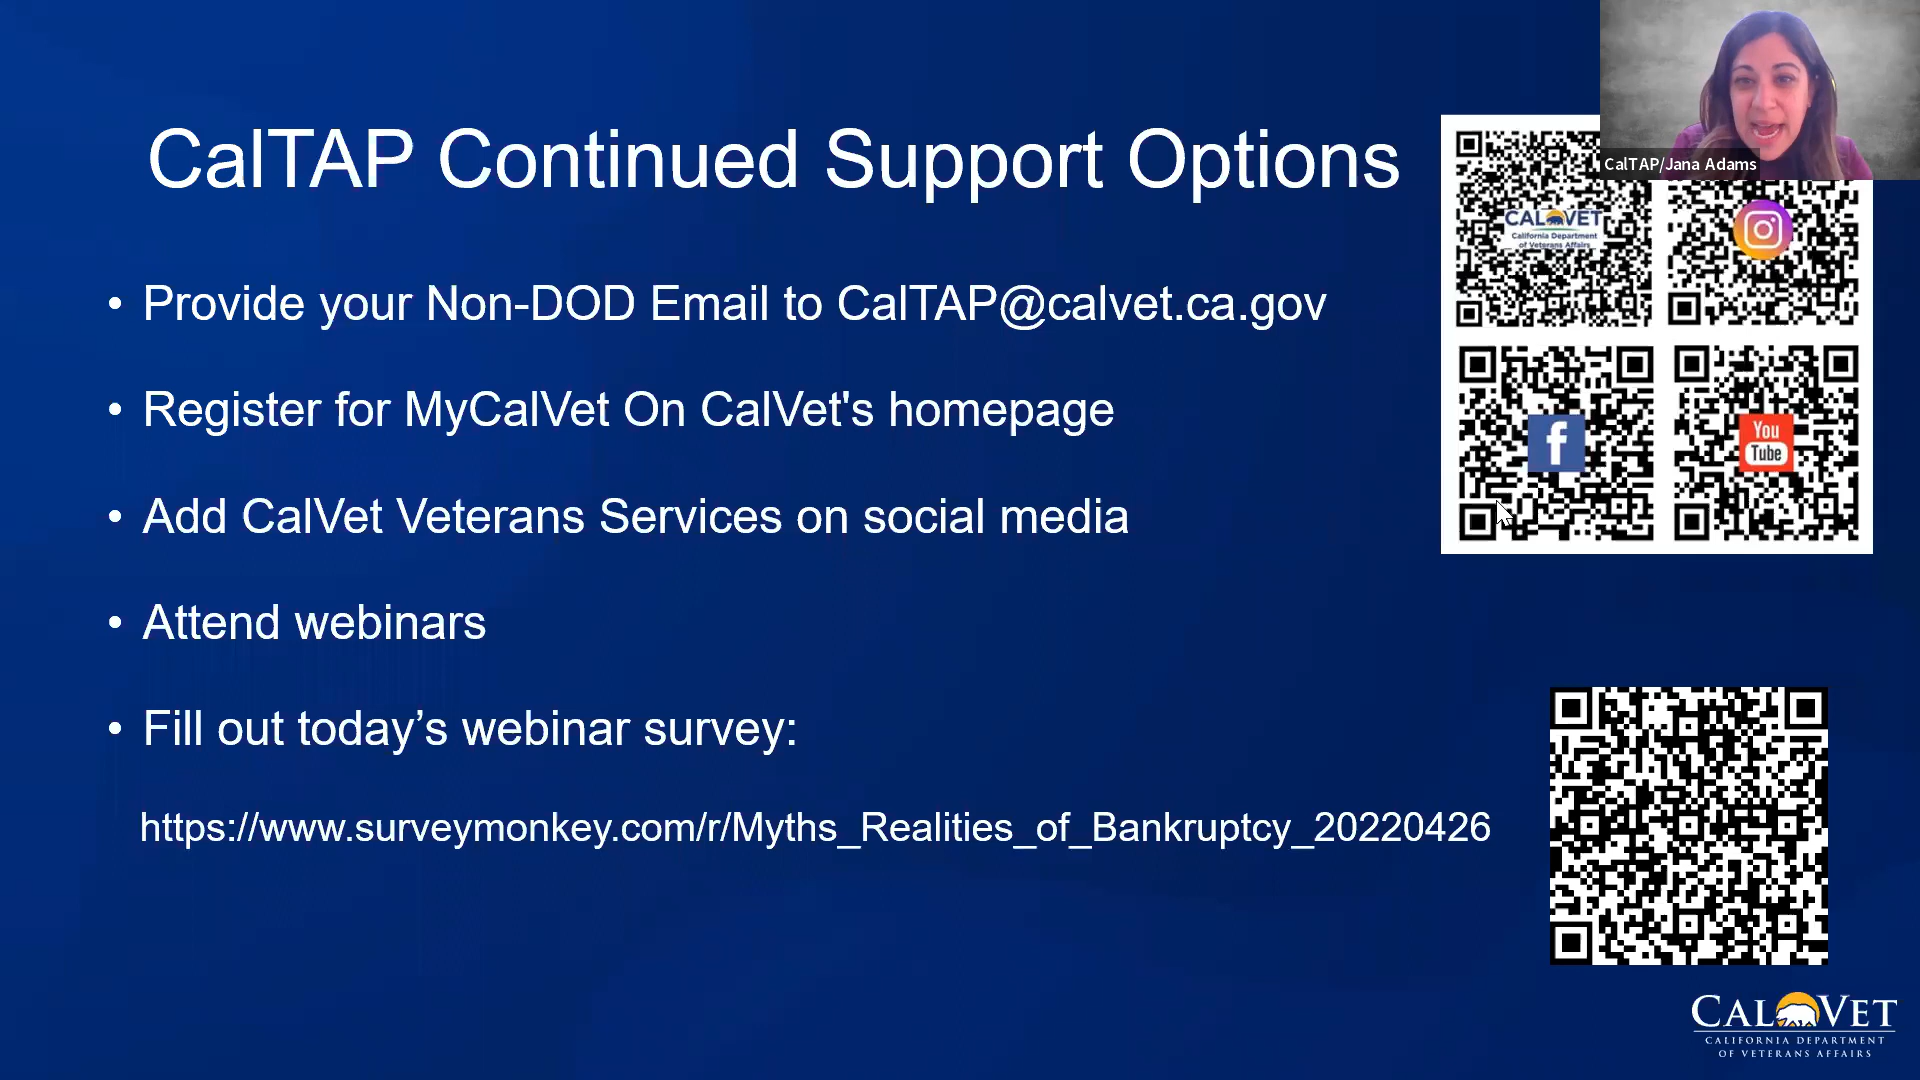 CalTAP Continued Support Options
CalTAP/Jana Adams
CALVET
California Department
of Veterans Affairs
• Provide your Non-DOD Email to CalTAP@calvet.ca.gov
• Register for MyCalVet On CalVet's homepage
f
You
Tube
• Add CalVet Veterans Services on social media
• Attend webinars
• Fill out today’s webinar survey:
https://www.surveymonkey.com/r/Myths_Realities_of_Bankruptcy_20220426
CALVET
CALIFORNIA DEPARTMENT
OF VETERANS AFFAIRS